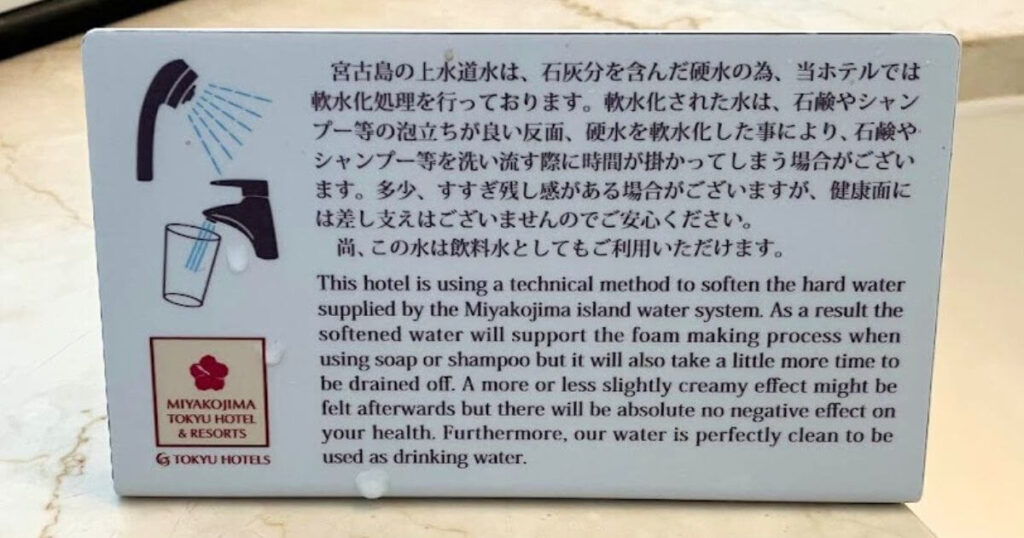 宮古島の上水道水は、石灰分を含んだ硬水の為、当ホテルでは
軟水化処理を行っております。軟水化された水は、石鹸やシャン
プー等の泡立ちが良い反面、硬水を軟水化した事により、石鹸や
シャンプー等を洗い流す際に時間が掛かってしまう場合がござい
ます。多少、すすぎ残し感がある場合がございますが、健康面に
は差し支えはございませんのでご安心ください。
尚、この水は飲料水としてもご利用いただけます。
This hotel is using a technical method to soften the hard water
supplied by the Miyakojima island water system. As a result the
softened water will support the foam making process when
using soap or shampoo but it will also take a little more time to
be drained off. A more or less slightly creamy effect might be
felt afterwards but there will be absolute no negative effect on
your health. Furthermore, our water is perfectly clean to be
used as drinking water.
MIYAKOJIMA
TOKYU HOTEL
& RESORTS
TOKYU HOTELS